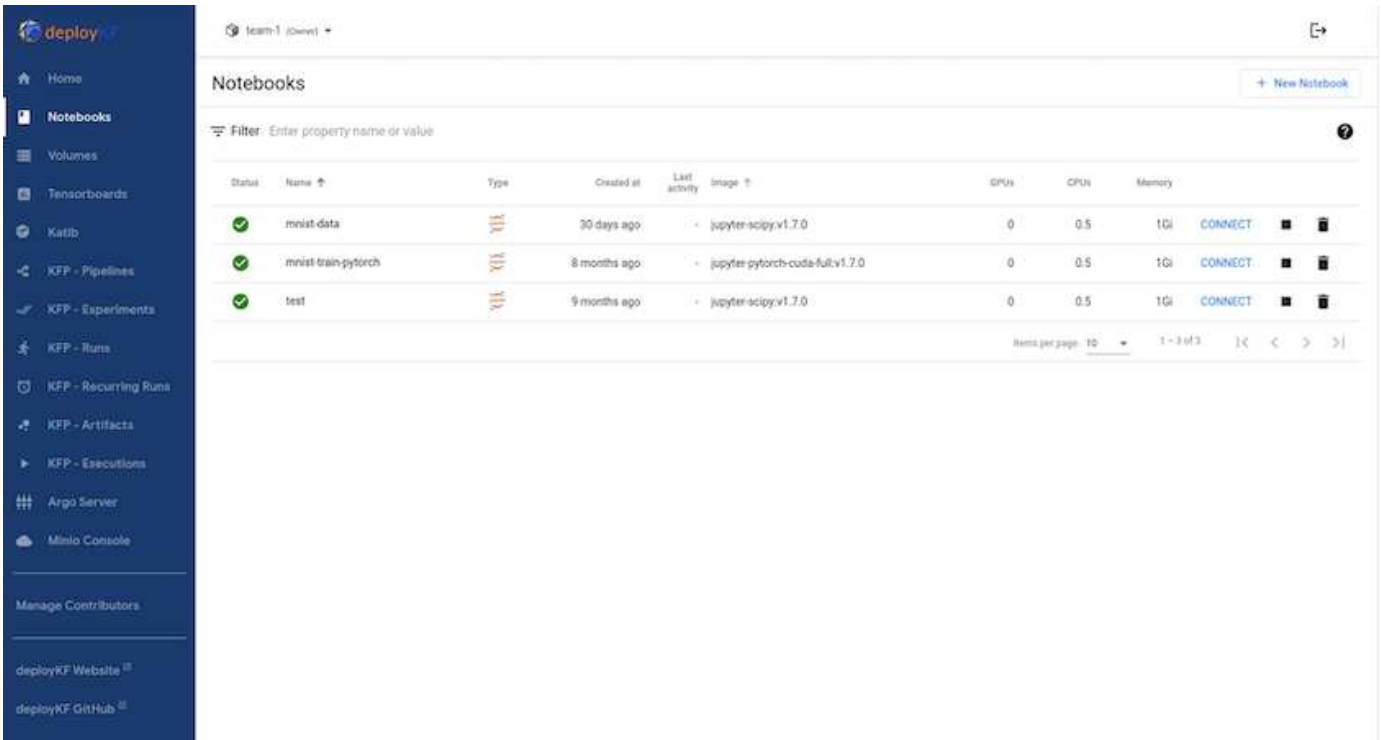 deployKF
team-1 (Owner)
Home
Notebooks
Volumes
Tensorboards
Katib
KFP - Pipelines
KFP - Experiments
KFP - Runs
KFP - Recurring Runs
KFP - Artifacts
KFP - Executions
Argo Server
Minio Console
Manage Contributors
deployKF Website
deployKF GitHub
Notebooks
+ New Notebook
Filter Enter property name or value
Status Name Type Created at Last activity Image GPUs CPUs Memory
mnist-data 30 days ago - jupyter-scipy:v1.7.0 0 0.5 1Gi CONNECT
mnist-train-pytorch 8 months ago - jupyter-pytorch-cuda-full:v1.7.0 0 0.5 1Gi CONNECT
test 9 months ago - jupyter-scipy:v1.7.0 0 0.5 1Gi CONNECT
Items per page 10 1 - 3 of 3